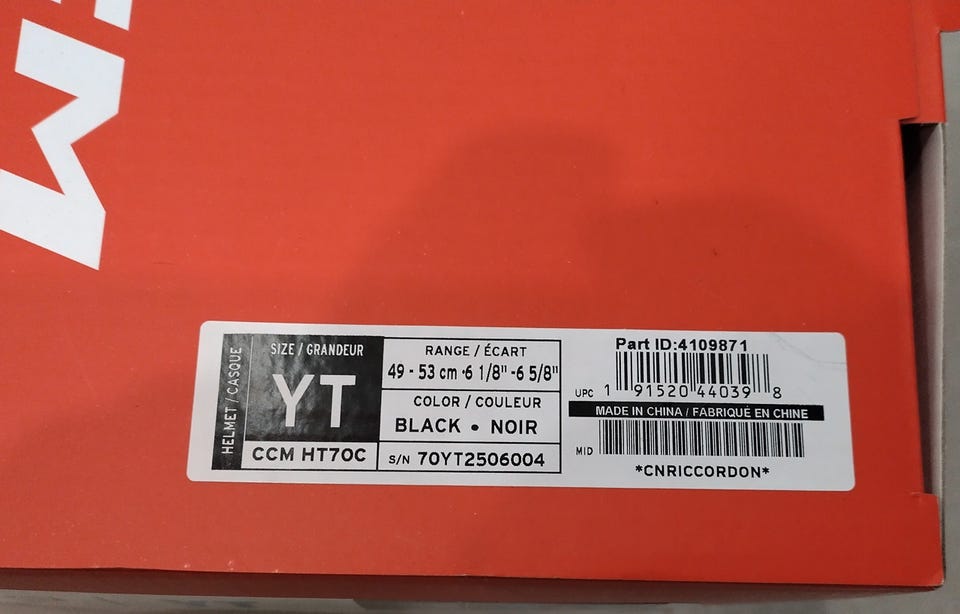 CM
HELMET / CASQUE
SIZE / GRANDEUR
YT
CCM HT70C
RANGE / ÉCART
49 - 53 cm ·6 1/8" -6 5/8"
COLOR / COULEUR
BLACK • NOIR
S/N 70YT2506004
Part ID:4109871
UPC 1 91520 44039 8
MADE IN CHINA / FABRIQUÉ EN CHINE
MID
*CNRICCORDON*